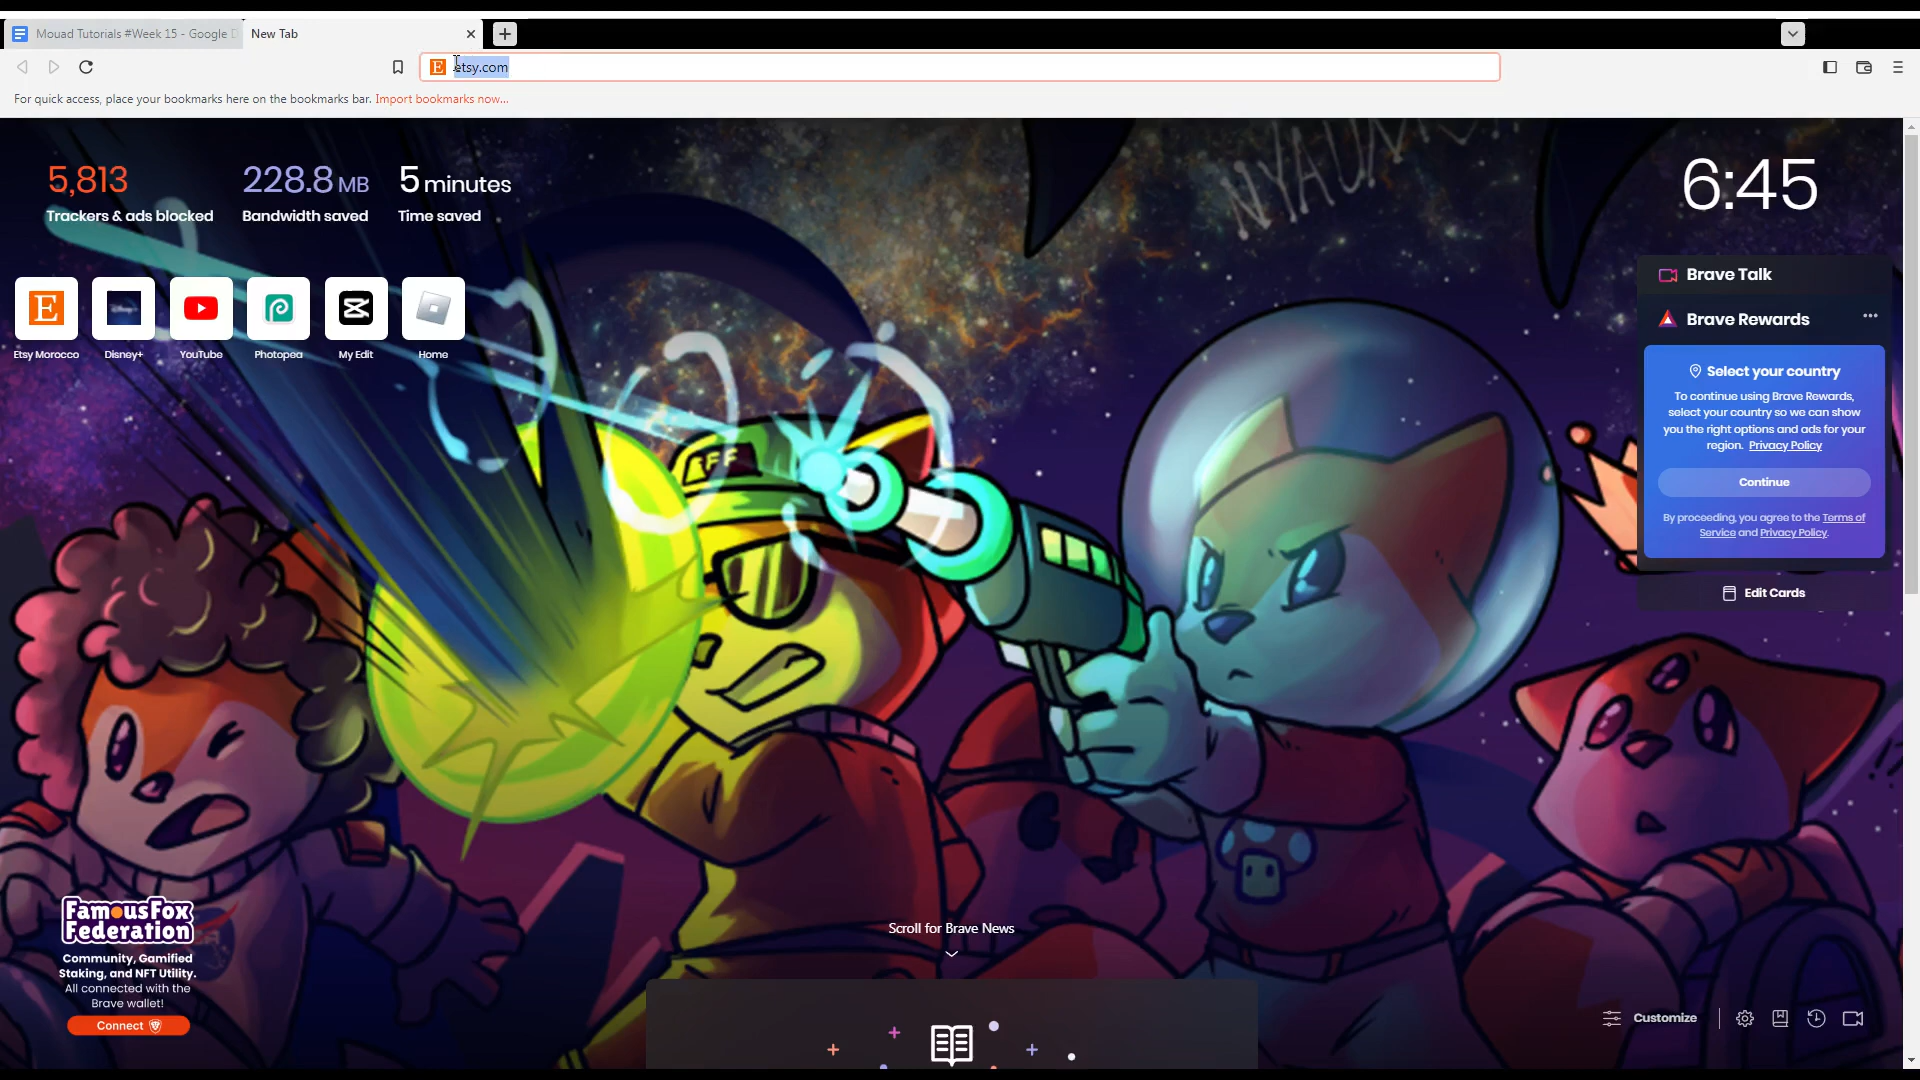 Mouad Tutorials #Week 15 - Google D
New Tab
etsy.com
For quick access, place your bookmarks here on the bookmarks bar. Import bookmarks now...
5,813
Trackers & ads blocked
228.8 MB
Bandwidth saved
5 minutes
Time saved
6:45
NYAUNIV
Etsy Morocco
Disney+
YouTube
Photopea
My Edit
Home
Brave Talk
Brave Rewards
Select your country
To continue using Brave Rewards,
select your country so we can show
you the right options and ads for your
region. Privacy Policy
Continue
By proceeding, you agree to the Terms of
Service and Privacy Policy.
Edit Cards
FFF
FamousFox
Federation
Community, Gamified
Staking, and NFT Utility.
All connected with the
Brave wallet!
Connect
Scroll for Brave News
Customize